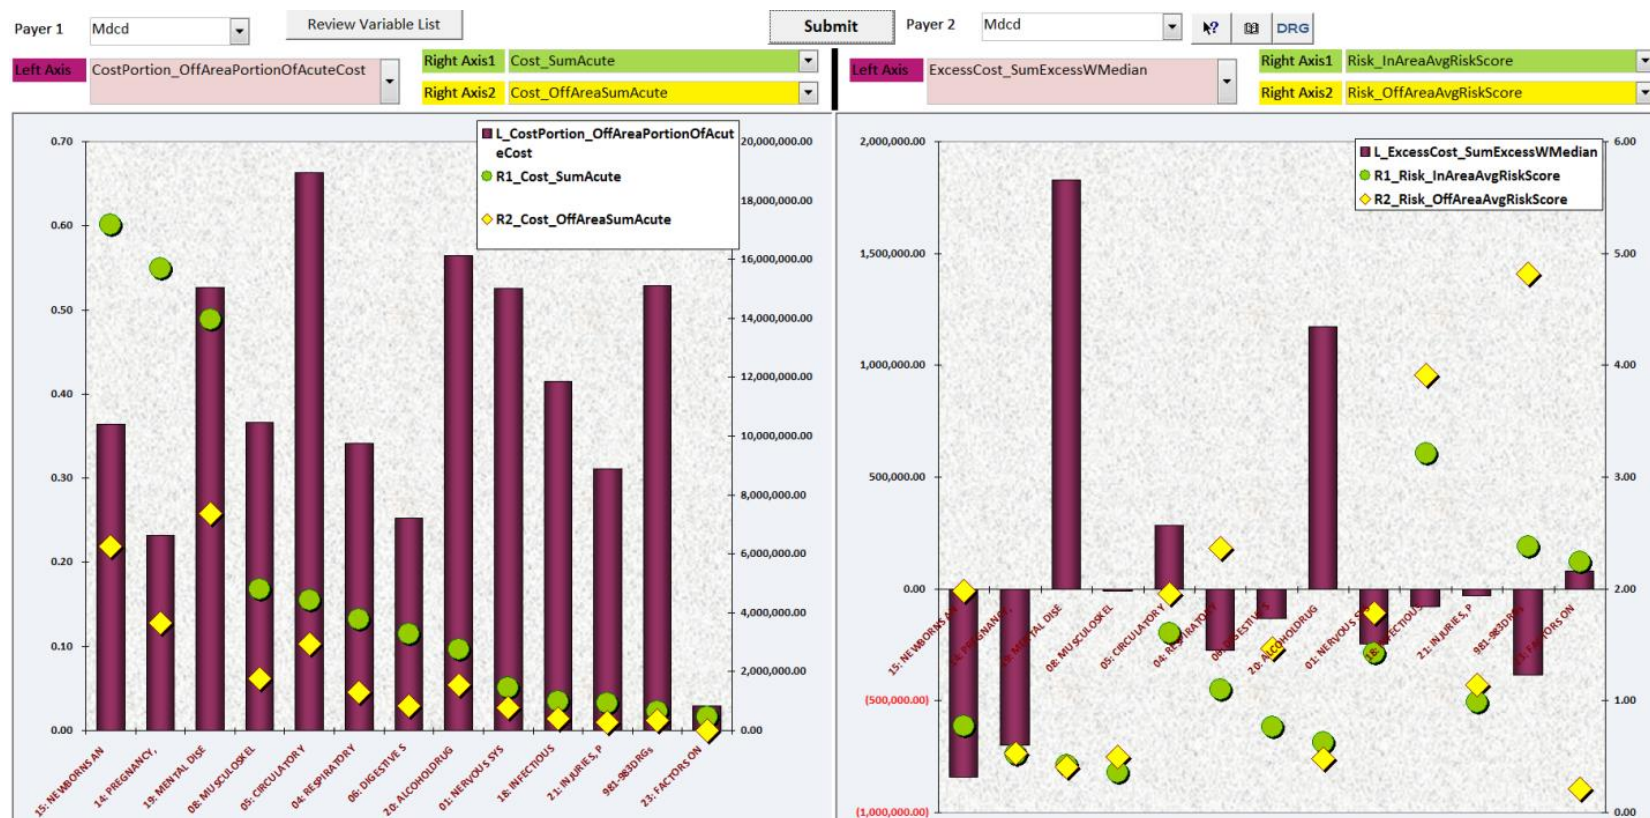 Payer 1
Mdcd
Review Variable List
Submit
Payer 2
Mdcd
DRG
Left Axis
CostPortion_OffAreaPortionOfAcuteCost
Right Axis1
Cost_SumAcute
Right Axis2
Cost_OffAreaSumAcute
Left Axis
ExcessCost_SumExcessWMedian
Right Axis1
Risk_InAreaAvgRiskScore
Right Axis2
Risk_OffAreaAvgRiskScore
L_CostPortion_OffAreaPortionOfAcut
eCost
R1_Cost_SumAcute
R2_Cost_OffAreaSumAcute
0.70
0.60
0.50
0.40
0.30
0.20
0.10
0.00
20,000,000.00
18,000,000.00
16,000,000.00
14,000,000.00
12,000,000.00
10,000,000.00
8,000,000.00
6,000,000.00
4,000,000.00
2,000,000.00
0.00
15: NEWBORNS AN
14: PREGNANCY,
19: MENTAL DISE
08: MUSCULOSKEL
05: CIRCULATORY
04: RESPIRATORY
06: DIGESTIVE S
20: ALCOHOLDRUG
01: NERVOUS SYS
18: INFECTIOUS
21: INJURIES, P
981-983DRGs
23: FACTORS ON
L_ExcessCost_SumExcessWMedian
R1_Risk_InAreaAvgRiskScore
R2_Risk_OffAreaAvgRiskScore
2,000,000.00
1,500,000.00
1,000,000.00
500,000.00
0.00
(500,000.00)
(1,000,000.00)
6.00
5.00
4.00
3.00
2.00
1.00
0.00
15: NEWBORNS AN
14: PREGNANCY,
19: MENTAL DISE
08: MUSCULOSKEL
05: CIRCULATORY
04: RESPIRATORY
06: DIGESTIVE S
20: ALCOHOLDRUG
01: NERVOUS SYS
18: INFECTIOUS
21: INJURIES, P
981-983DRGs
23: FACTORS ON